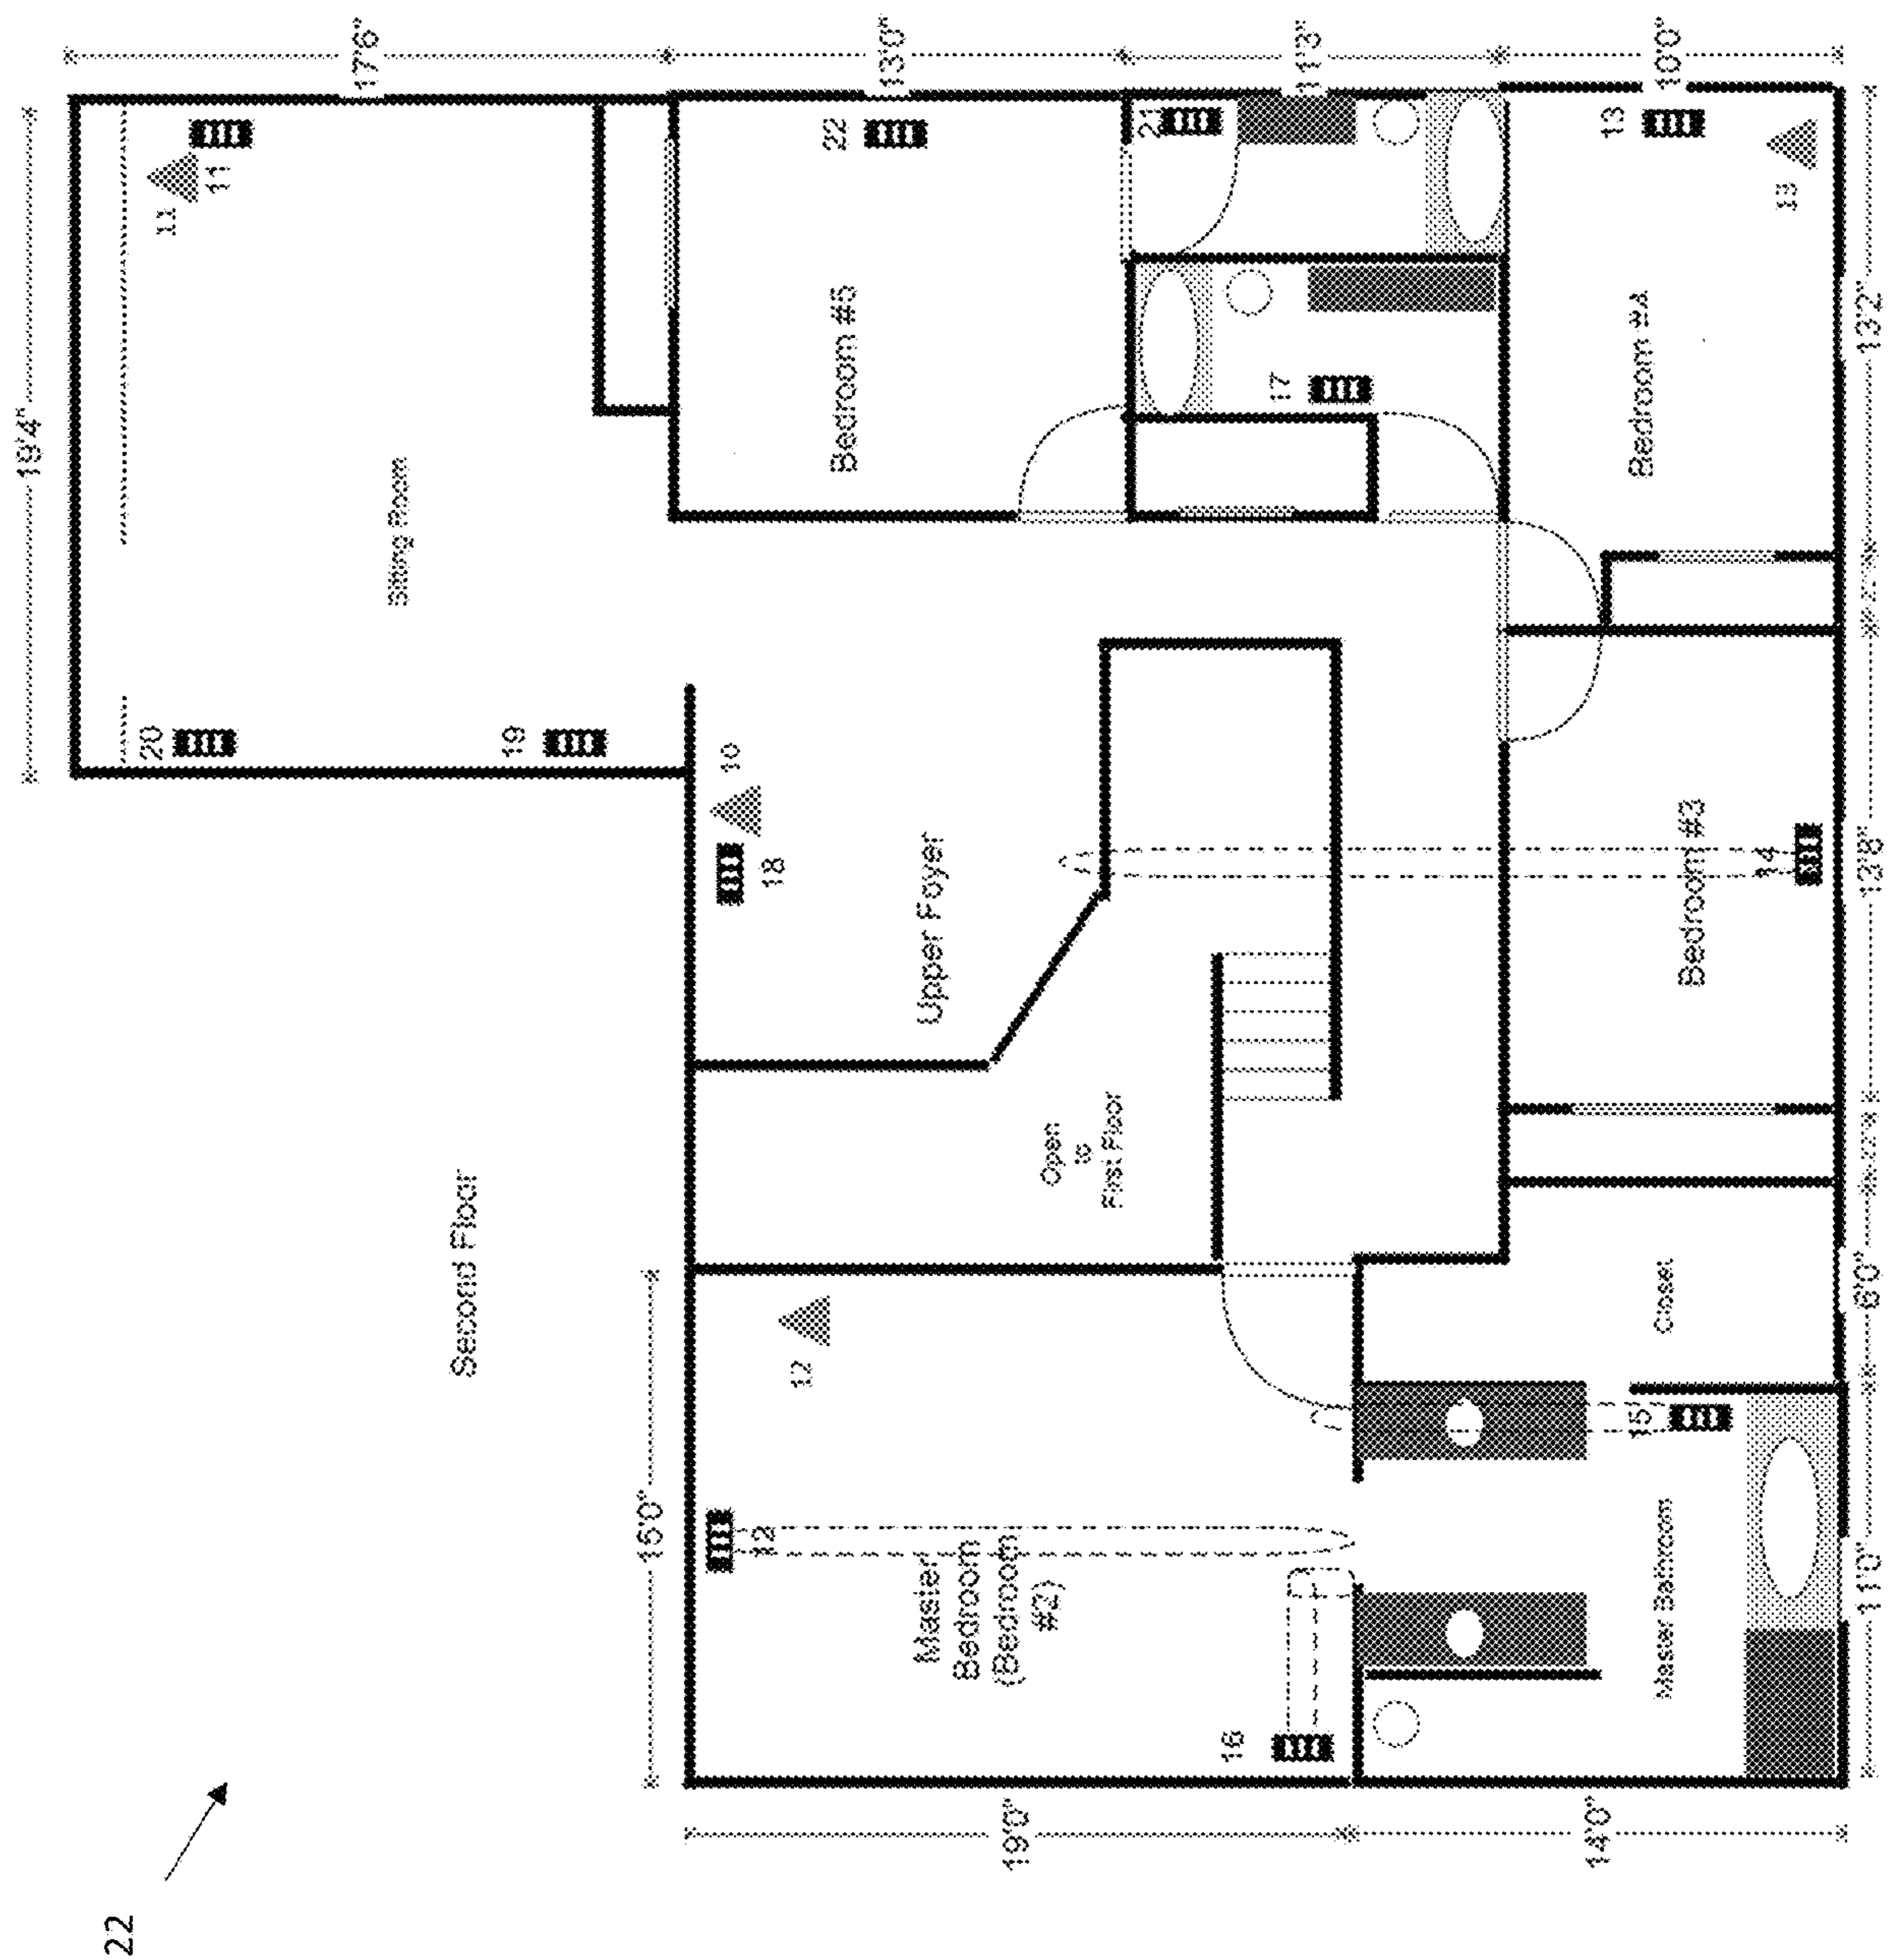 22
Second Floor
19'4"
17'6"
13'0"
11'3"
10'0"
20
19
11
11
Sitting Room
22
Bedroom #5
21
17
13
13
Bedroom #4
13'2"
10
18
Upper Foyer
Open
to
First Floor
14
Bedroom #3
13'8"
15'0"
12
12
Master
Bedroom
(Bedroom
#2)
16
15
Closet
Master Bathroom
6'0"
11'0"
19'0"
14'0"